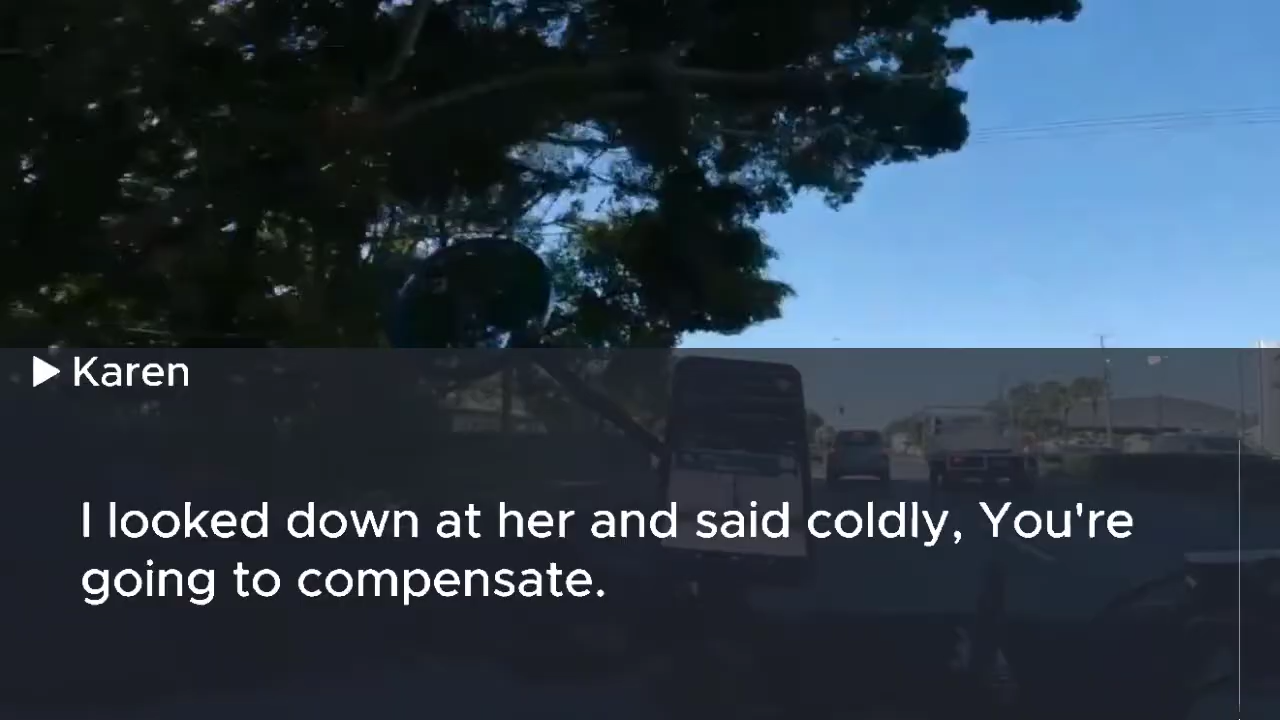 Karen
I looked down at her and said coldly, You're
going to compensate.